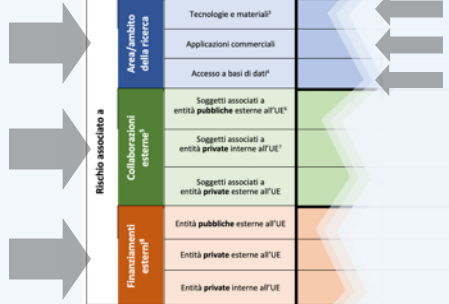 Rischio associato a
Area/ambito
della ricerca
Tecnologie e materiali³
Applicazioni commerciali
Accesso a basi di dati⁴
Collaborazioni
esterne⁵
Soggetti associati a
entità pubbliche esterne all'UE⁶
Soggetti associati a
entità private interne all'UE⁷
Soggetti associati a
entità private esterne all'UE
Finanziamenti
esterni⁸
Entità pubbliche esterne all'UE
Entità private esterne all'UE
Entità private interne all'UE